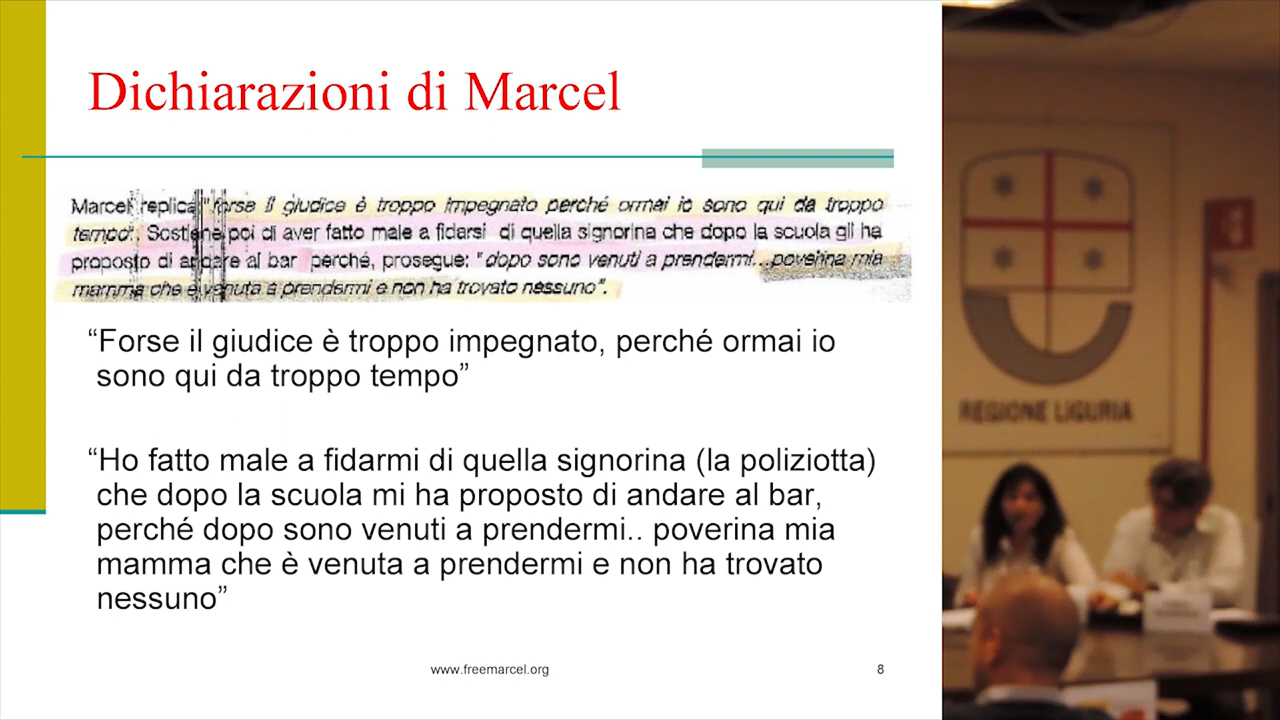 Dichiarazioni di Marcel
Marcel replica "forse il giudice è troppo impegnato perché ormai io sono qui da troppo
tempo". Sostiene poi di aver fatto male a fidarsi di quella signorina che dopo la scuola gli ha
proposto di andare al bar perché, prosegue: "dopo sono venuti a prendermi...poverina mia
mamma che è venuta a prendermi e non ha trovato nessuno".
“Forse il giudice è troppo impegnato, perché ormai io
sono qui da troppo tempo”
“Ho fatto male a fidarmi di quella signorina (la poliziotta)
che dopo la scuola mi ha proposto di andare al bar,
perché dopo sono venuti a prendermi.. poverina mia
mamma che è venuta a prendermi e non ha trovato
nessuno”
www.freemarcel.org
8
REGIONE LIGURIA